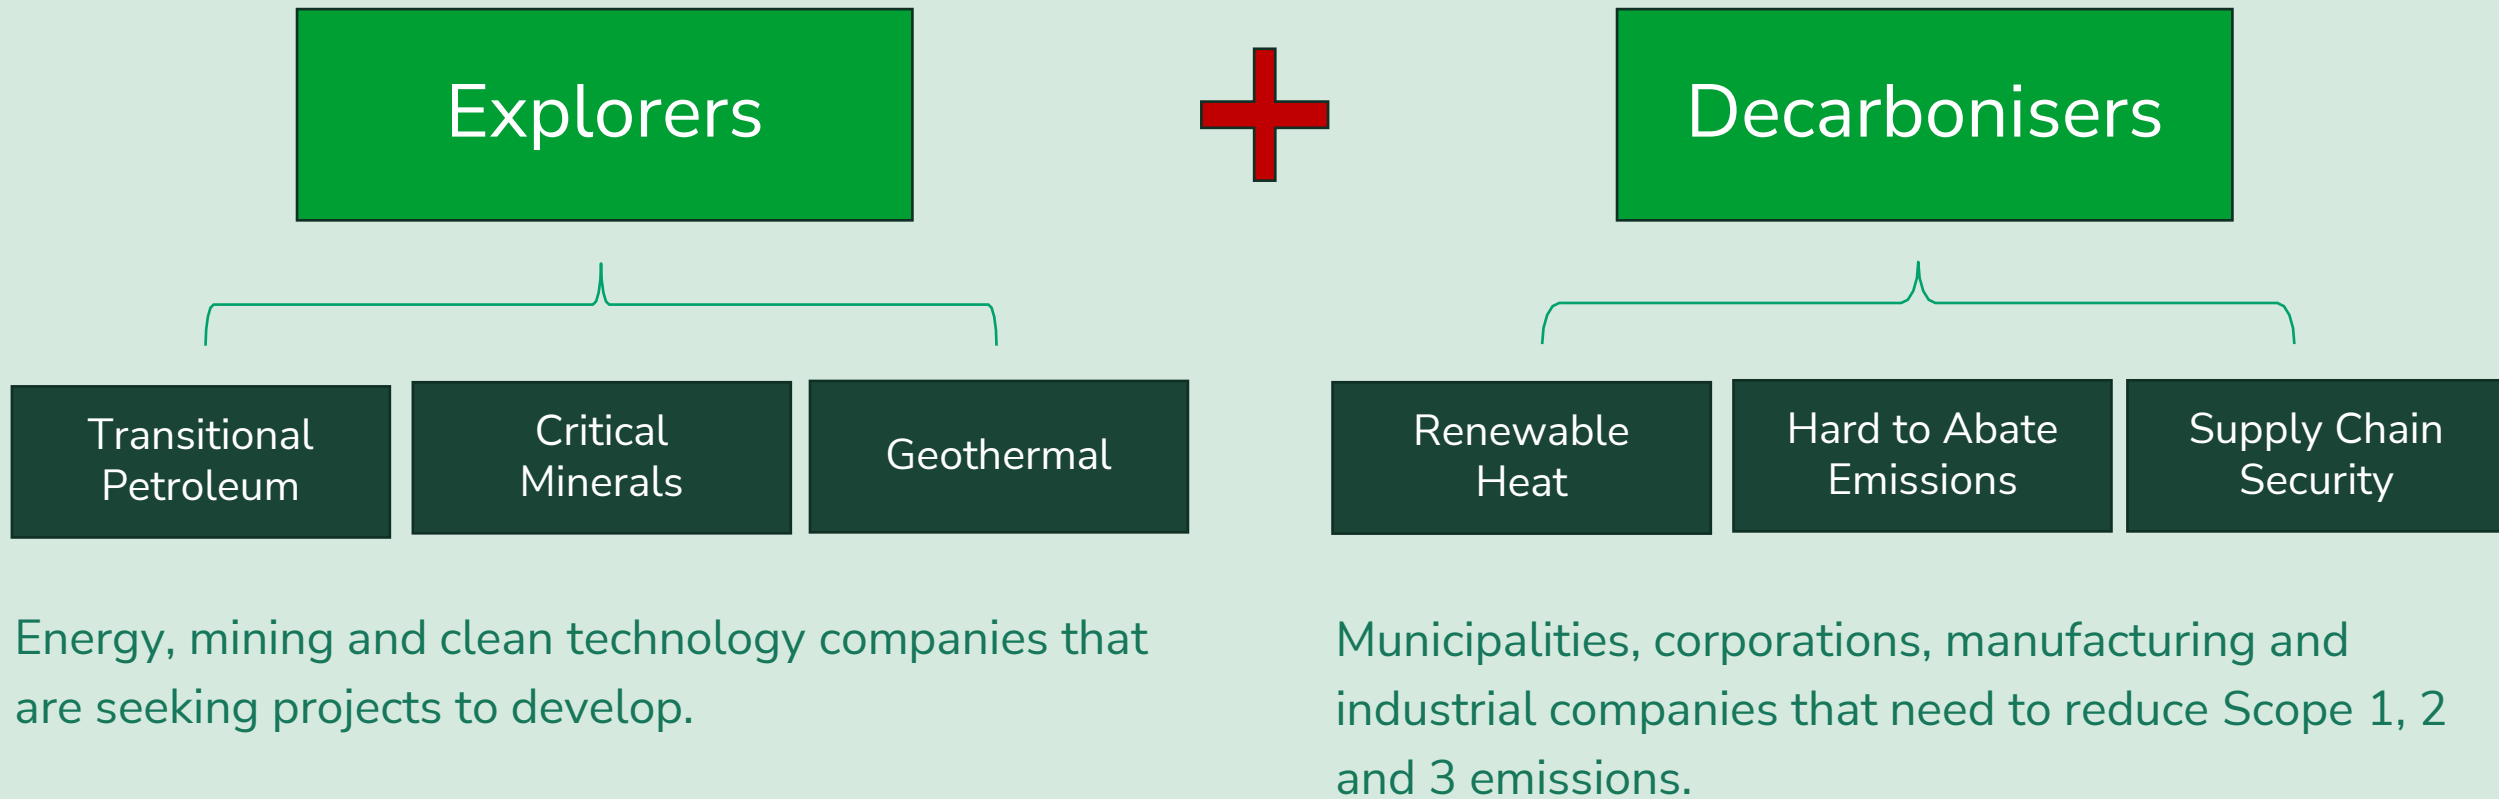 Explorers
Decarbonisers
Transitional
Petroleum
Critical
Minerals
Geothermal
Renewable
Heat
Hard to Abate
Emissions
Supply Chain
Security
Energy, mining and clean technology companies that
are seeking projects to develop.
Municipalities, corporations, manufacturing and
industrial companies that need to reduce Scope 1, 2
and 3 emissions.